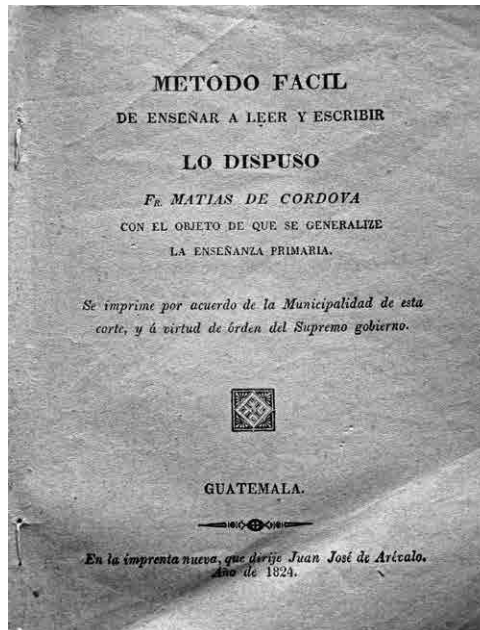 METODO FACIL
DE ENSEÑAR A LEER Y ESCRIBIR
LO DISPUSO
FR. MATIAS DE CORDOVA
CON EL OBJETO DE QUE SE GENERALIZE
LA ENSEÑANZA PRIMARIA.
Se imprime por acuerdo de la Municipalidad de esta
corte, y á virtud de órden del Supremo gobierno.
GUATEMALA.
En la imprenta nueva, que dirije Juan José de Arévalo.
Año de 1824.